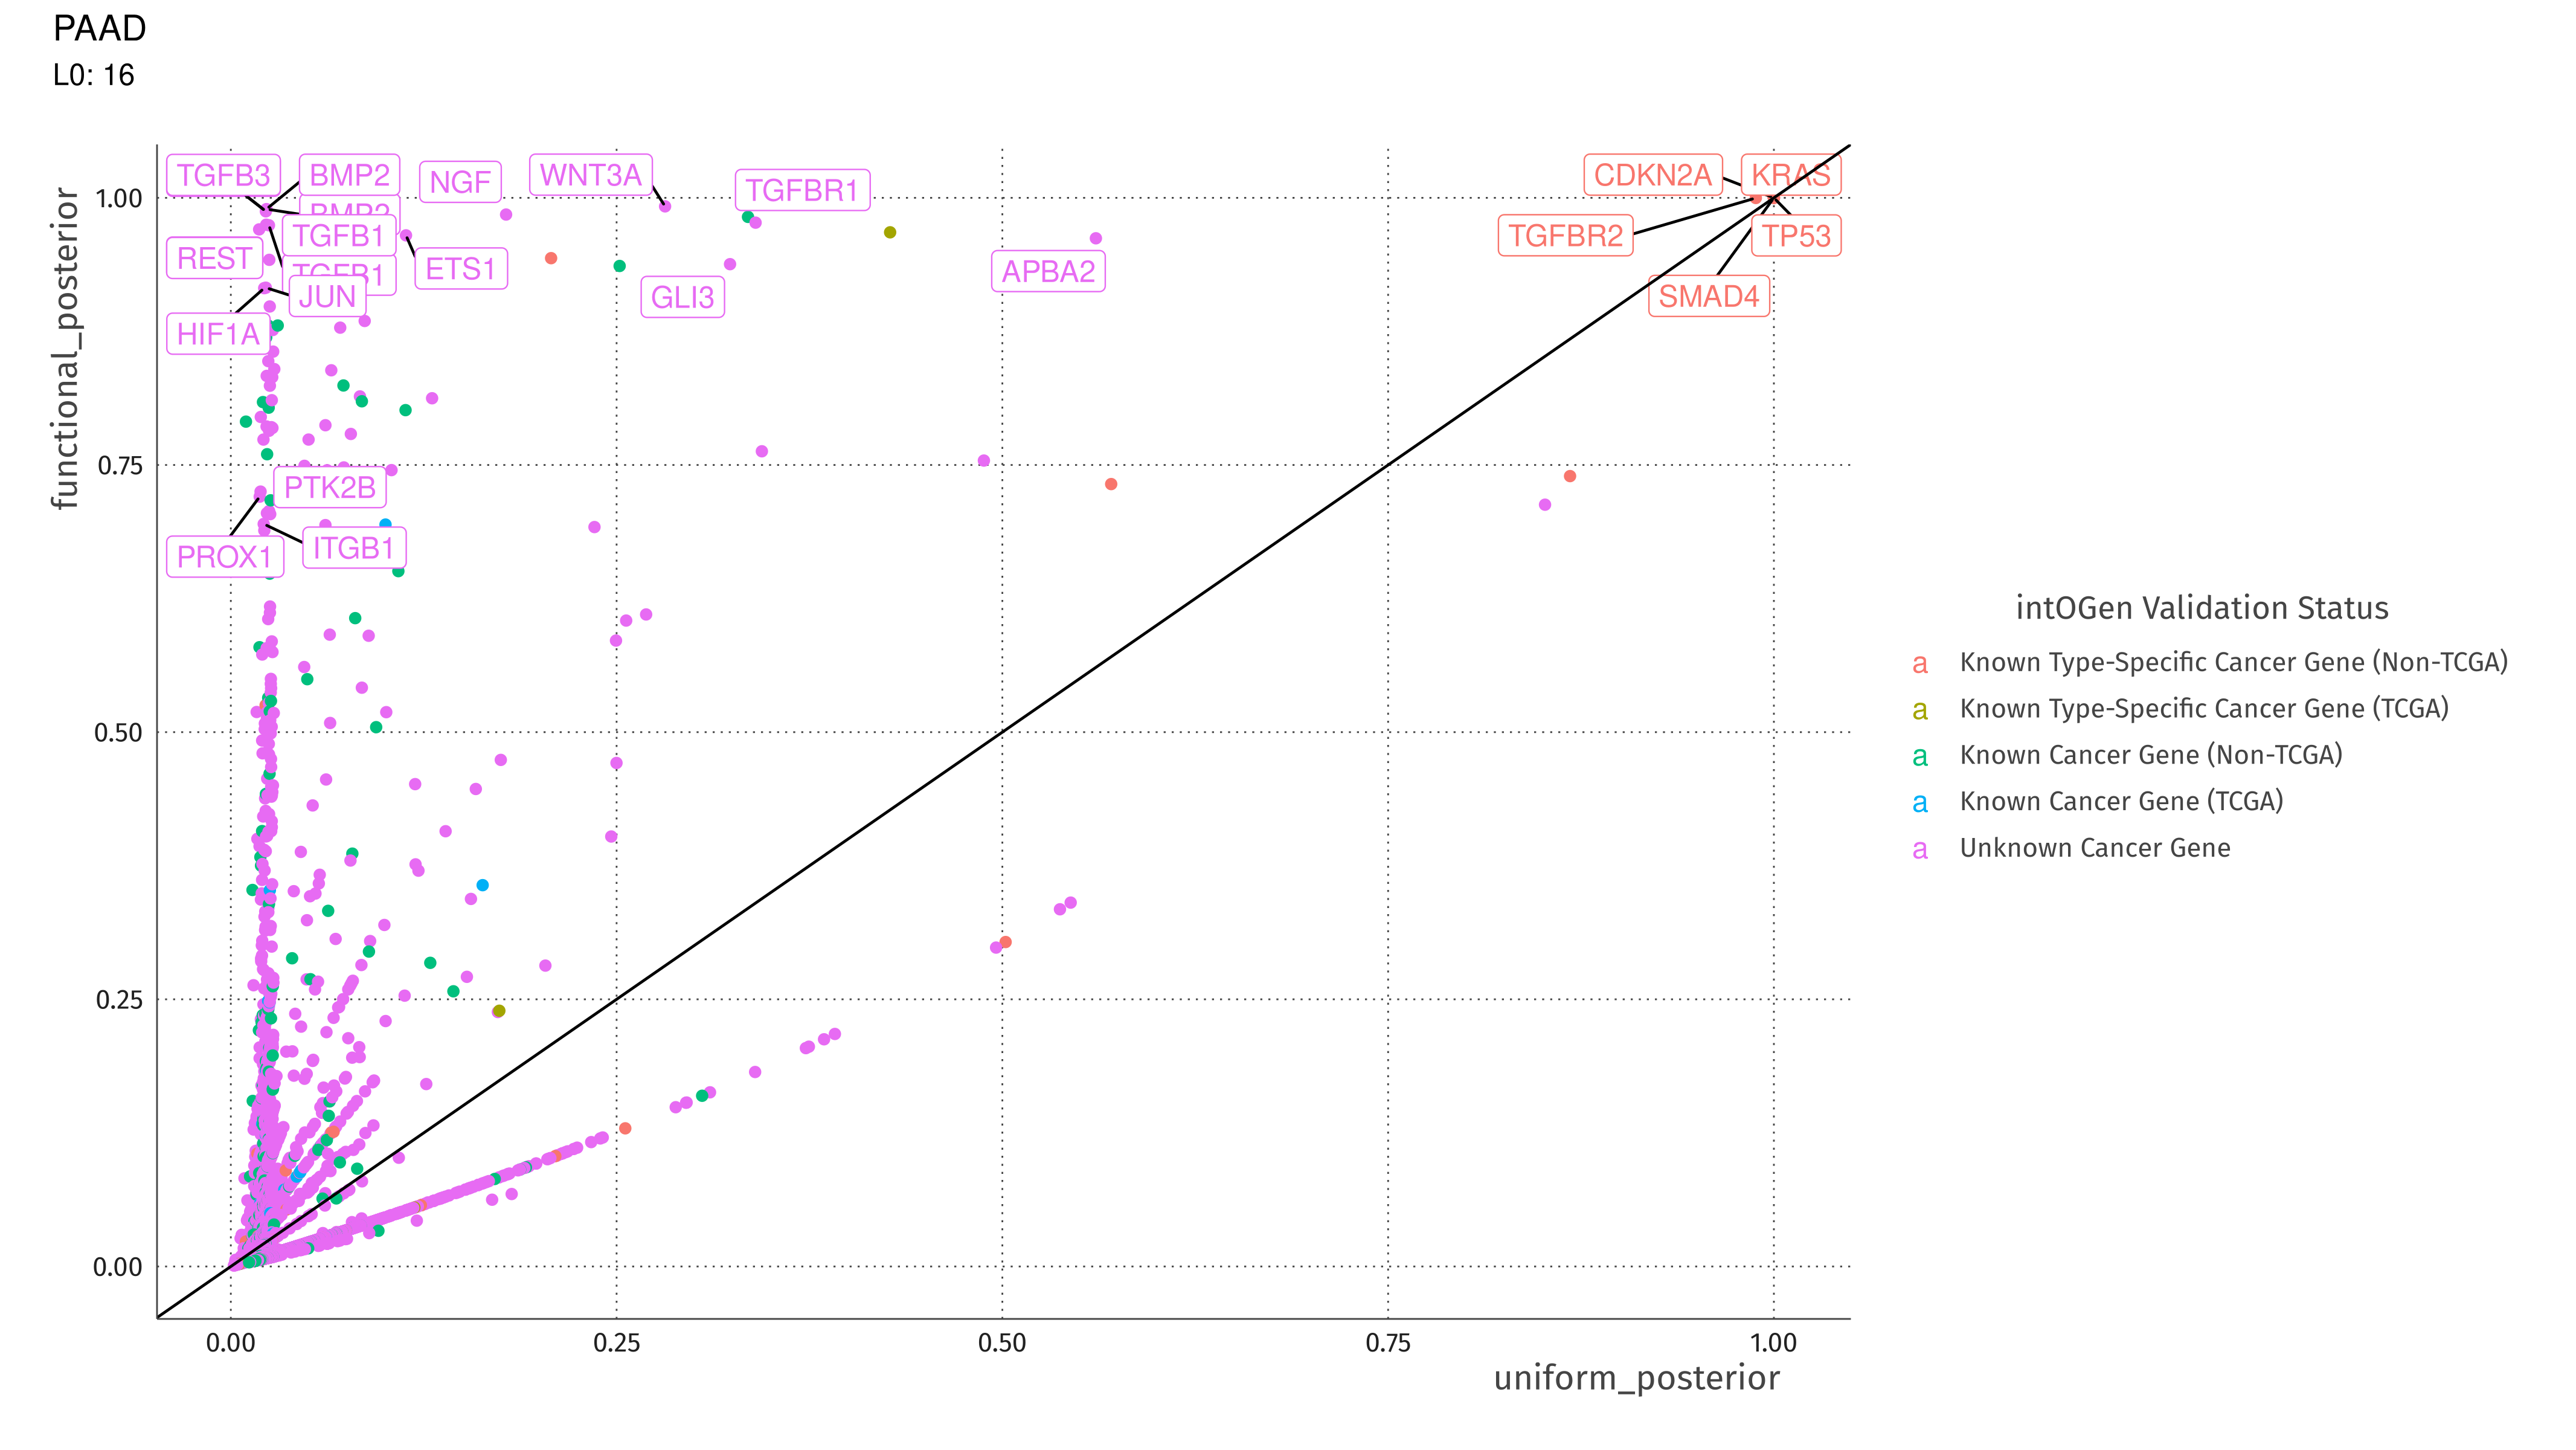 PAAD
L0: 16
functional_posterior
1.00
0.75
0.50
0.25
0.00
TGFB3
BMP2
BMP2
NGF
WNT3A
TGFBR1
CDKN2A
KRAS
TGFB1
TGFB1
REST
ETS1
JUN
GLI3
APBA2
TGFBR2
TP53
SMAD4
HIF1A
PTK2B
PROX1
ITGB1
0.00
0.25
0.50
0.75
1.00
uniform_posterior
intOGen Validation Status
a Known Type-Specific Cancer Gene (Non-TCGA)
a Known Type-Specific Cancer Gene (TCGA)
a Known Cancer Gene (Non-TCGA)
a Known Cancer Gene (TCGA)
a Unknown Cancer Gene